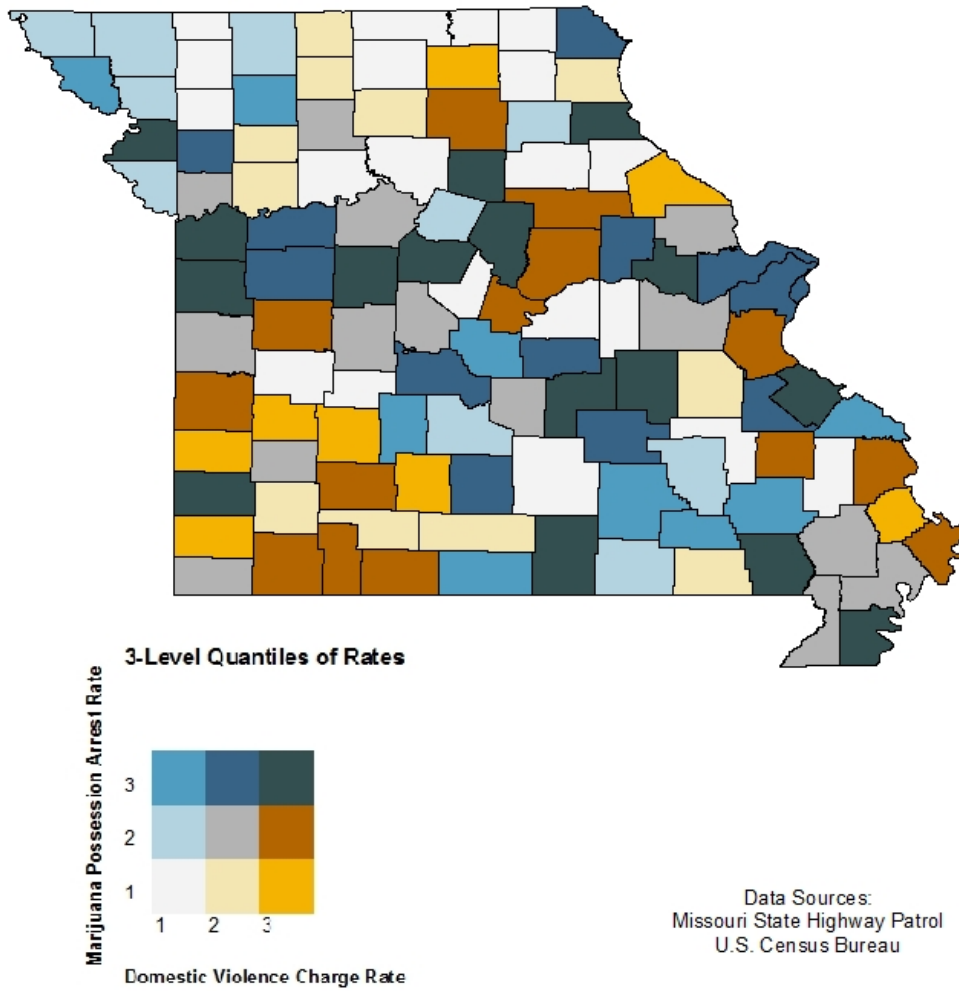 3-Level Quantiles of Rates
Marijuana Possession Arrest Rate
3
2
1
1 2 3
Domestic Violence Charge Rate
Data Sources:
Missouri State Highway Patrol
U.S. Census Bureau